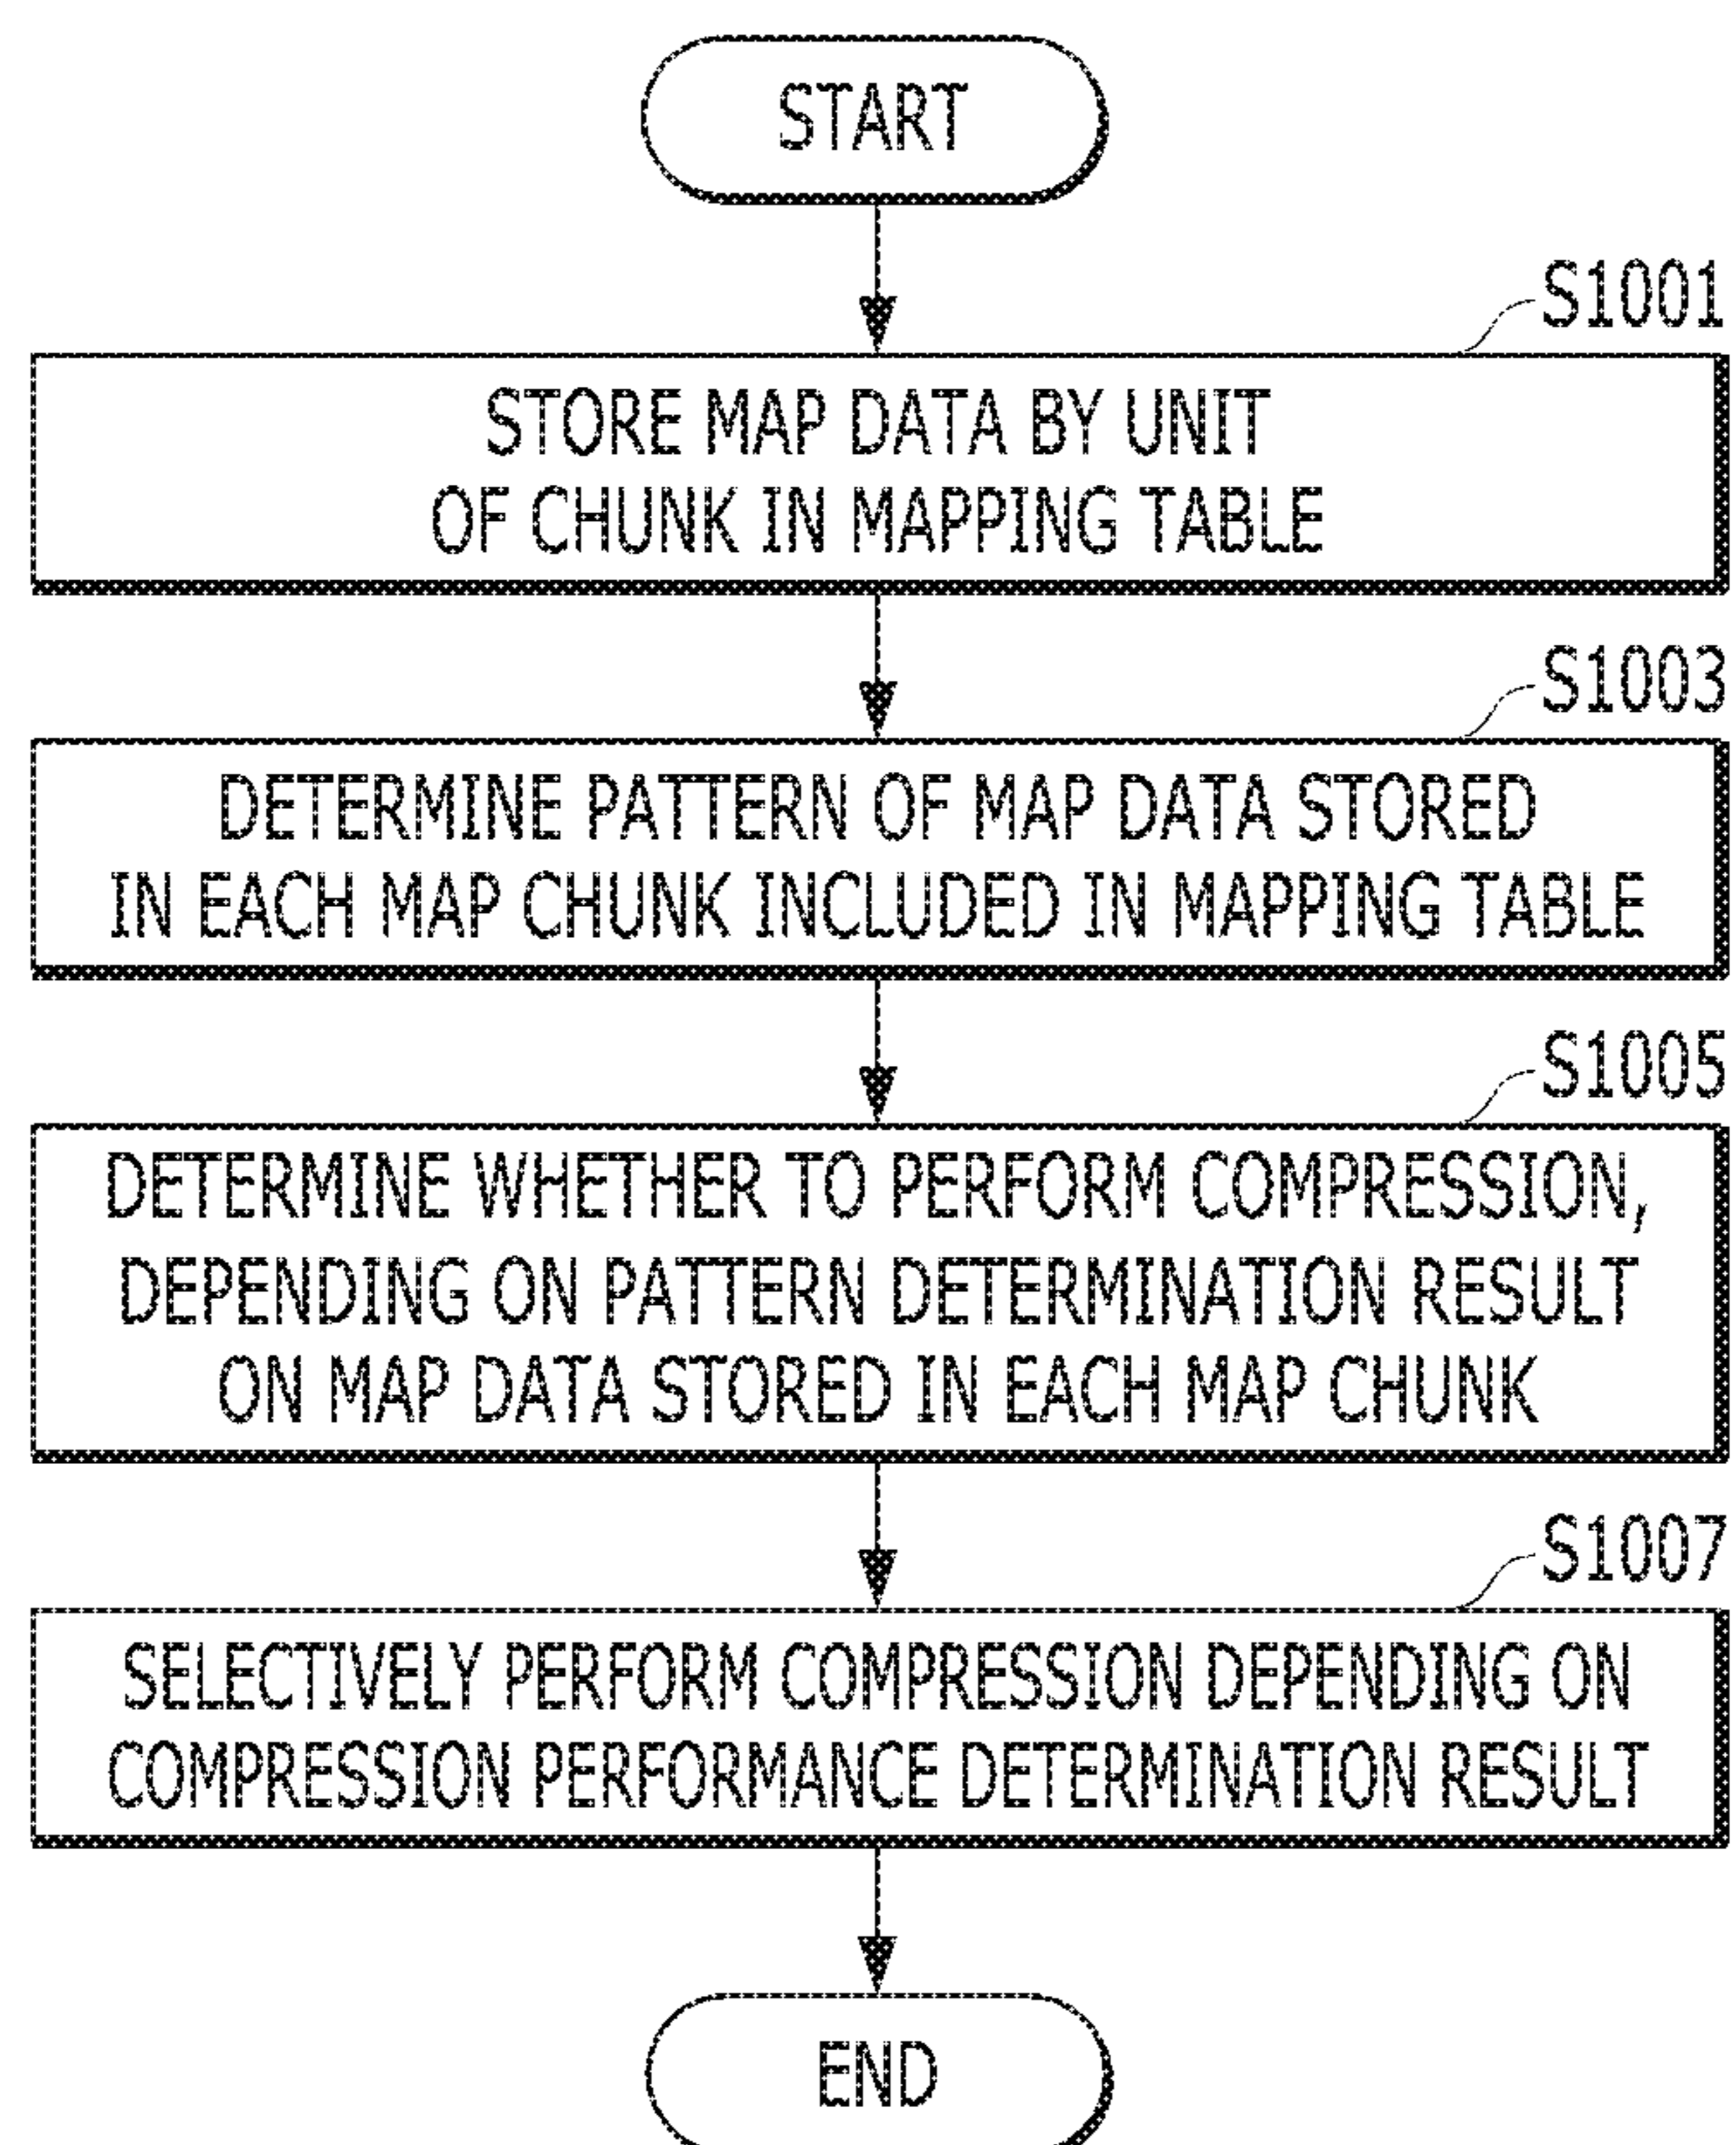 START
S1001
STORE MAP DATA BY UNIT
OF CHUNK IN MAPPING TABLE
S1003
DETERMINE PATTERN OF MAP DATA STORED
IN EACH MAP CHUNK INCLUDED IN MAPPING TABLE
S1005
DETERMINE WHETHER TO PERFORM COMPRESSION,
DEPENDING ON PATTERN DETERMINATION RESULT
ON MAP DATA STORED IN EACH MAP CHUNK
S1007
SELECTIVELY PERFORM COMPRESSION DEPENDING ON
COMPRESSION PERFORMANCE DETERMINATION RESULT
END